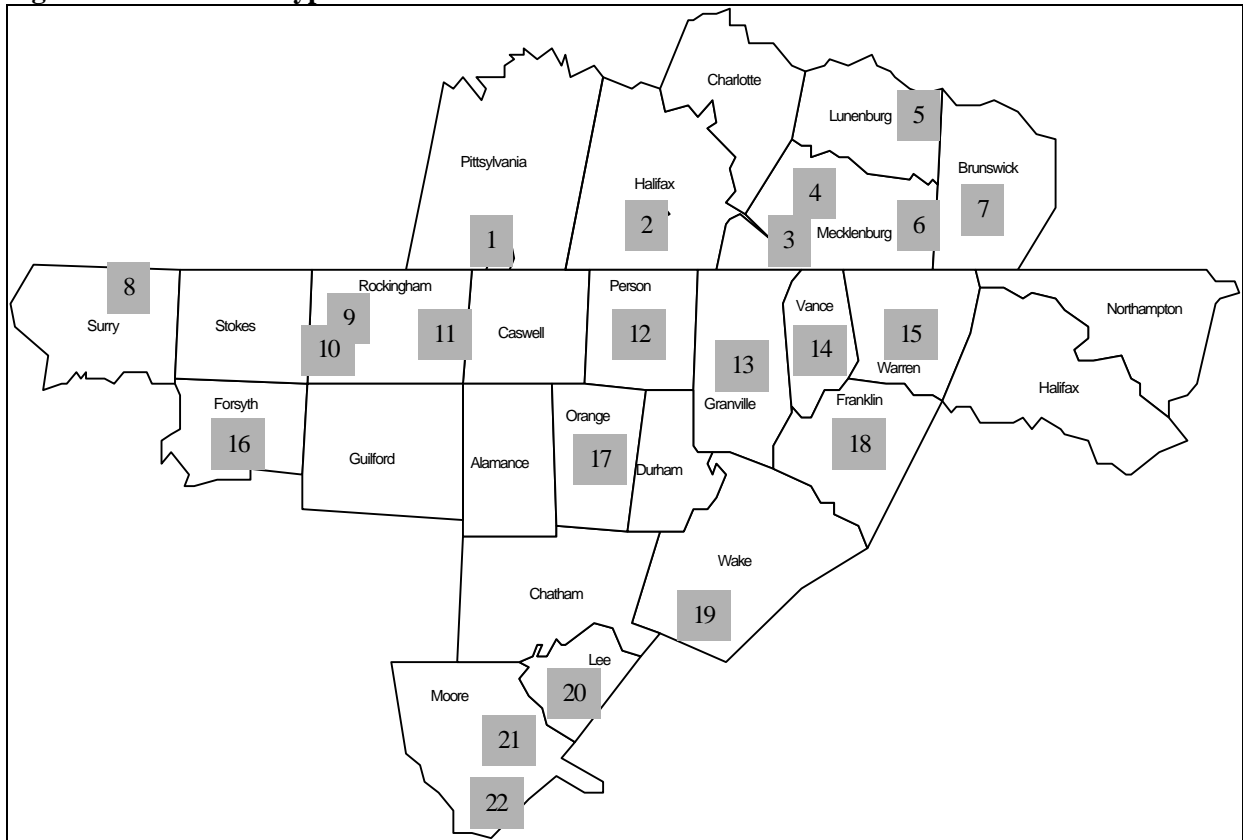 Charlotte
Lunenburg
5
Pittsylvania
Halifax
Brunswick
4
7
1
2
3
Mecklenburg
6
8
Surry
Stokes
Rockingham
9
10
11
Caswell
Person
12
13
Granville
Vance
14
15
Warren
Northampton
Halifax
Forsyth
16
Guilford
Alamance
Orange
17
Durham
Franklin
18
Wake
19
Chatham
Lee
20
Moore
21
22